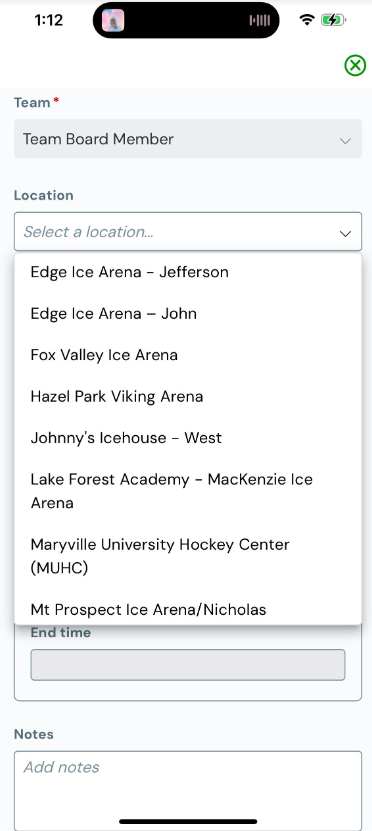 1:12
Team *
Team Board Member
Location
Select a location...
Edge Ice Arena - Jefferson
Edge Ice Arena – John
Fox Valley Ice Arena
Hazel Park Viking Arena
Johnny's Icehouse - West
Lake Forest Academy - MacKenzie Ice
Arena
Maryville University Hockey Center
(MUHC)
Mt Prospect Ice Arena/Nicholas
End time
Notes
Add notes